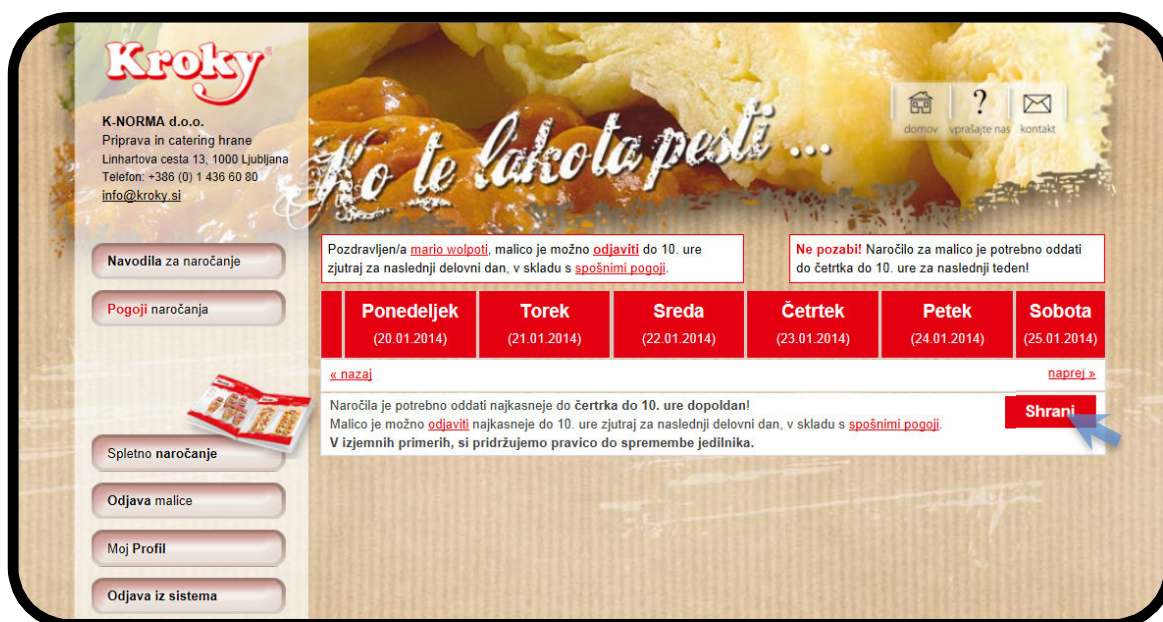 Kroky®
K-NORMA d.o.o.
Priprava in catering hrane
Linhartova cesta 13, 1000 Ljubljana
Telefon: +386 (0) 1 436 60 80
info@kroky.si
Ko te lakota pesti ...
domov vprašajte nas kontakt
Navodila za naročanje
Pogoji naročanja
Spletno naročanje
Odjava malice
Moj Profil
Odjava iz sistema
Pozdravljen/a mario wolpoti, malico je možno odjaviti do 10. ure
zjutraj za naslednji delovni dan, v skladu s spošnimi pogoji.
Ne pozabi! Naročilo za malico je potrebno oddati
do četrtka do 10. ure za naslednji teden!
Ponedeljek Torek Sreda Četrtek Petek Sobota
(20.01.2014) (21.01.2014) (22.01.2014) (23.01.2014) (24.01.2014) (25.01.2014)
« nazaj naprej »
Naročila je potrebno oddati najkasneje do čertrka do 10. ure dopoldan!
Malico je možno odjaviti najkasneje do 10. ure zjutraj za naslednji delovni dan, v skladu s spošnimi pogoji.
V izjemnih primerih, si pridržujemo pravico do spremembe jedilnika.
Shrani